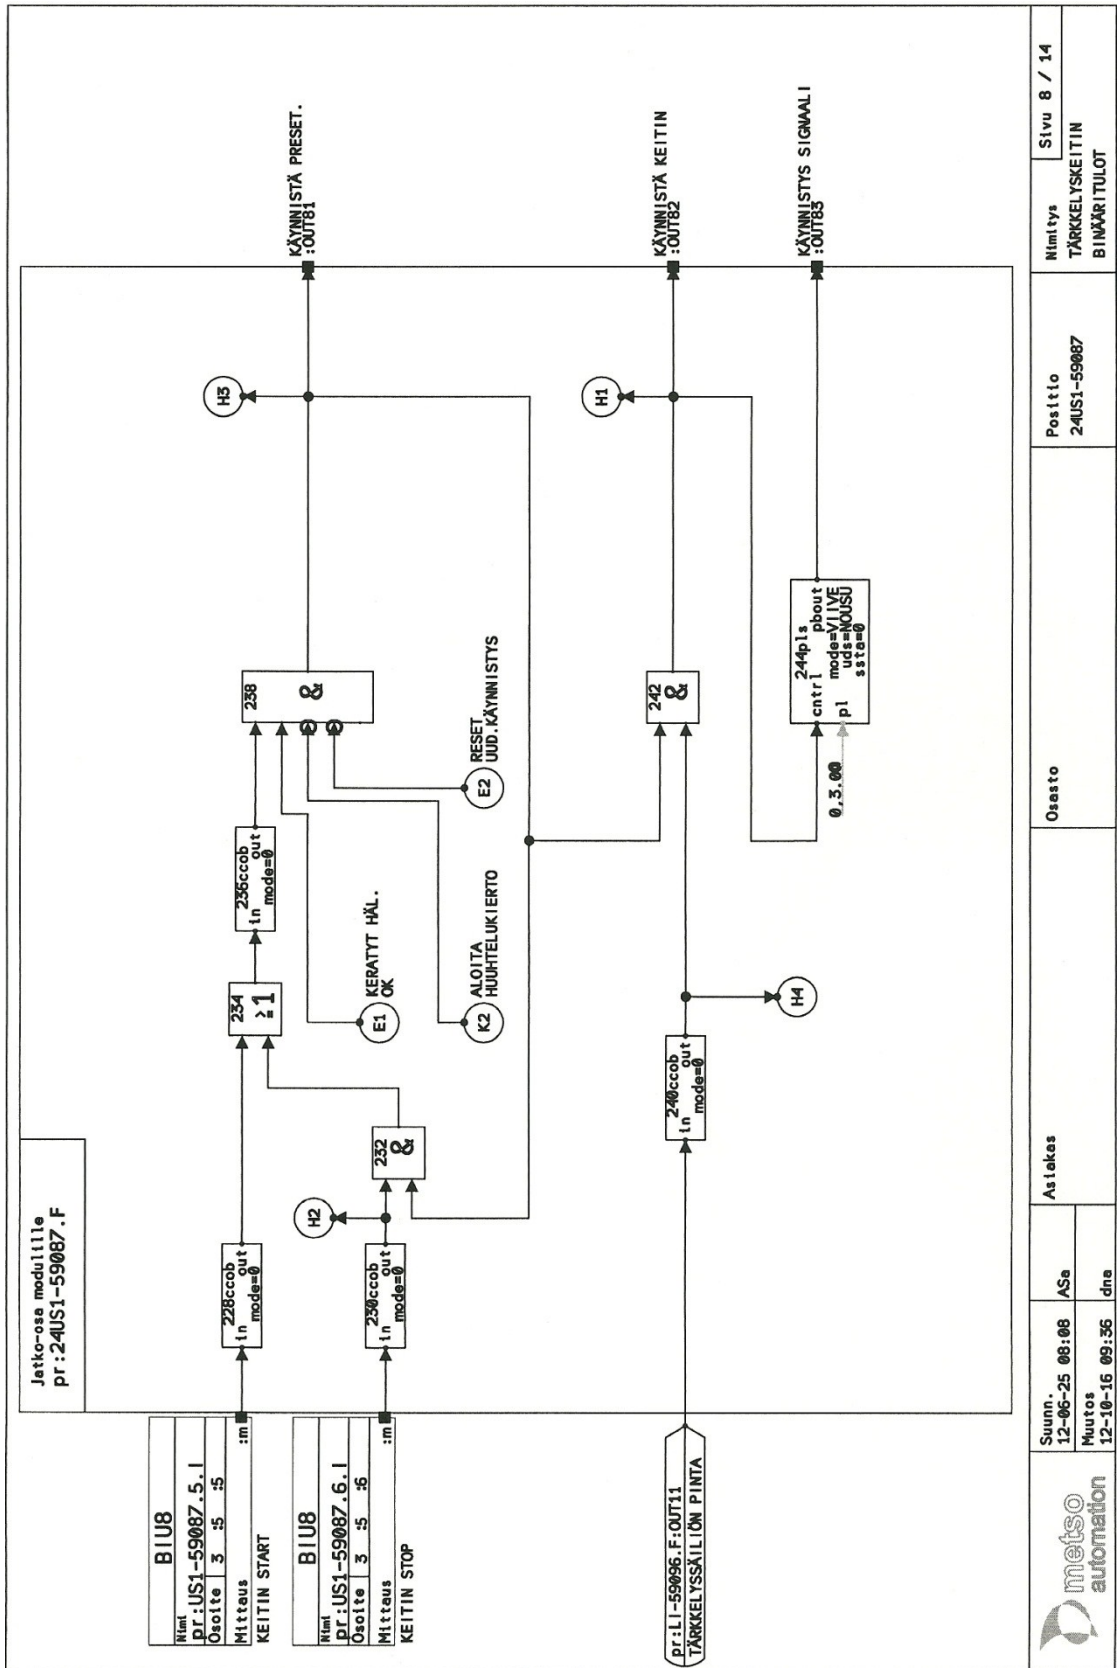 Jatko-osa modulille
pr:24US1-59087.F
BIU8
Nimi
pr:US1-59087.5.I
Osoite 3 :5 :5
Mittaus :m
KEITIN START
228ccob
in out
mode=0
234
>=1
236ccob
in out
mode=0
238
&
H3
KÄYNNISTÄ PRESET.
:OUT81
BIU8
Nimi
pr:US1-59087.6.I
Osoite 3 :5 :6
Mittaus :m
KEITIN STOP
230ccob
in out
mode=0
H2
232
&
E1
KERATYT HÄL.
OK
K2
ALOITA
HUUHTELUKIERTO
E2
RESET
UUD.KÄYNNISTYS
pr:LI-59096.F:OUT11
TÄRKKELYSSÄILIÖN PINTA
240ccob
in out
mode=0
H4
242
&
H1
KÄYNNISTÄ KEITIN
:OUT82
0,3.00
244pls
cntrl pbout
pl mode=VIIVE
uds=NOUSU
ssta=0
KÄYNNISTYS SIGNAALI
:OUT83
metso
automation
Suunn.
12-06-25 08:08 ASa
Muutos
12-10-16 09:36 dna
Asiakas
Osasto
Positio
24US1-59087
Nimitys
TÄRKKELYSKEITIN
BINÄÄRITULOT
Sivu 8 / 14